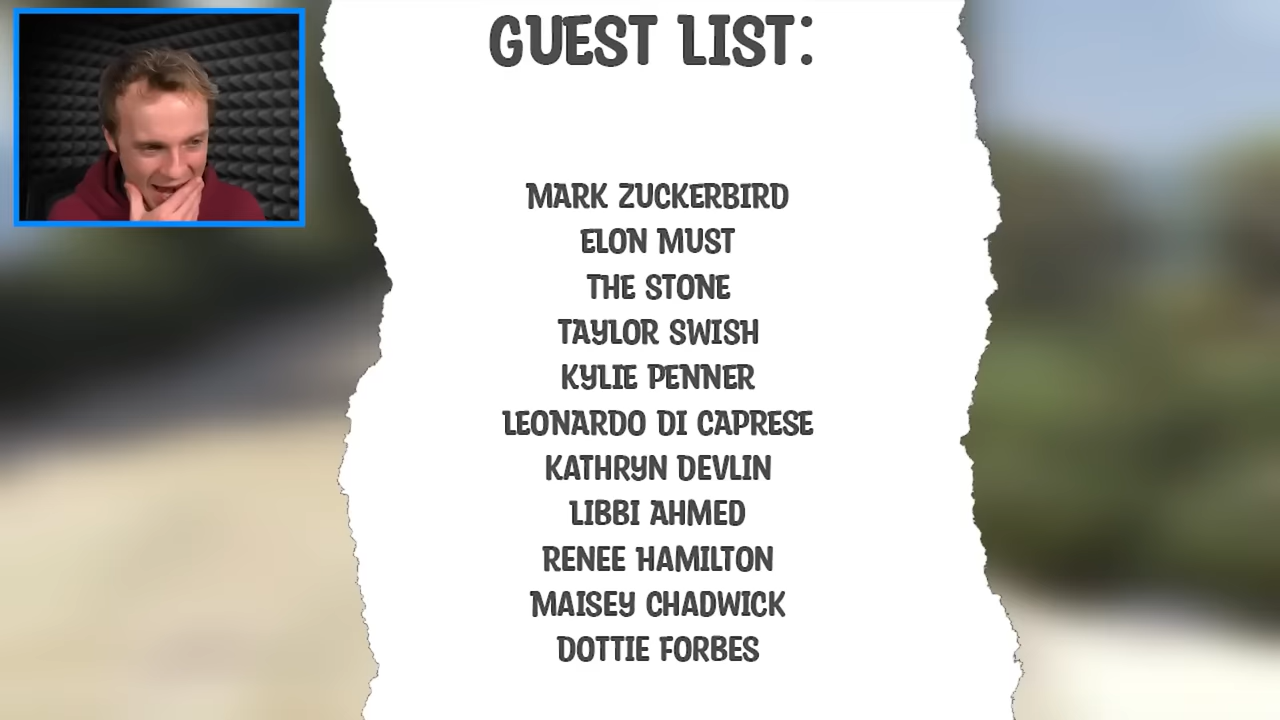 GUEST LIST:
MARK ZUCKERBIRD
ELON MUST
THE STONE
TAYLOR SWISH
KYLIE PENNER
LEONARDO DI CAPRESE
KATHRYN DEVLIN
LIBBI AHMED
RENEE HAMILTON
MAISEY CHADWICK
DOTTIE FORBES